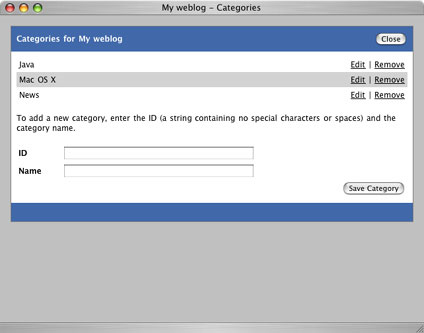 My weblog – Categories
Categories for My weblog
Close
Java
Edit | Remove
Mac OS X
Edit | Remove
News
Edit | Remove
To add a new category, enter the ID (a string containing no special characters or spaces) and the
category name.
ID
Name
Save Category